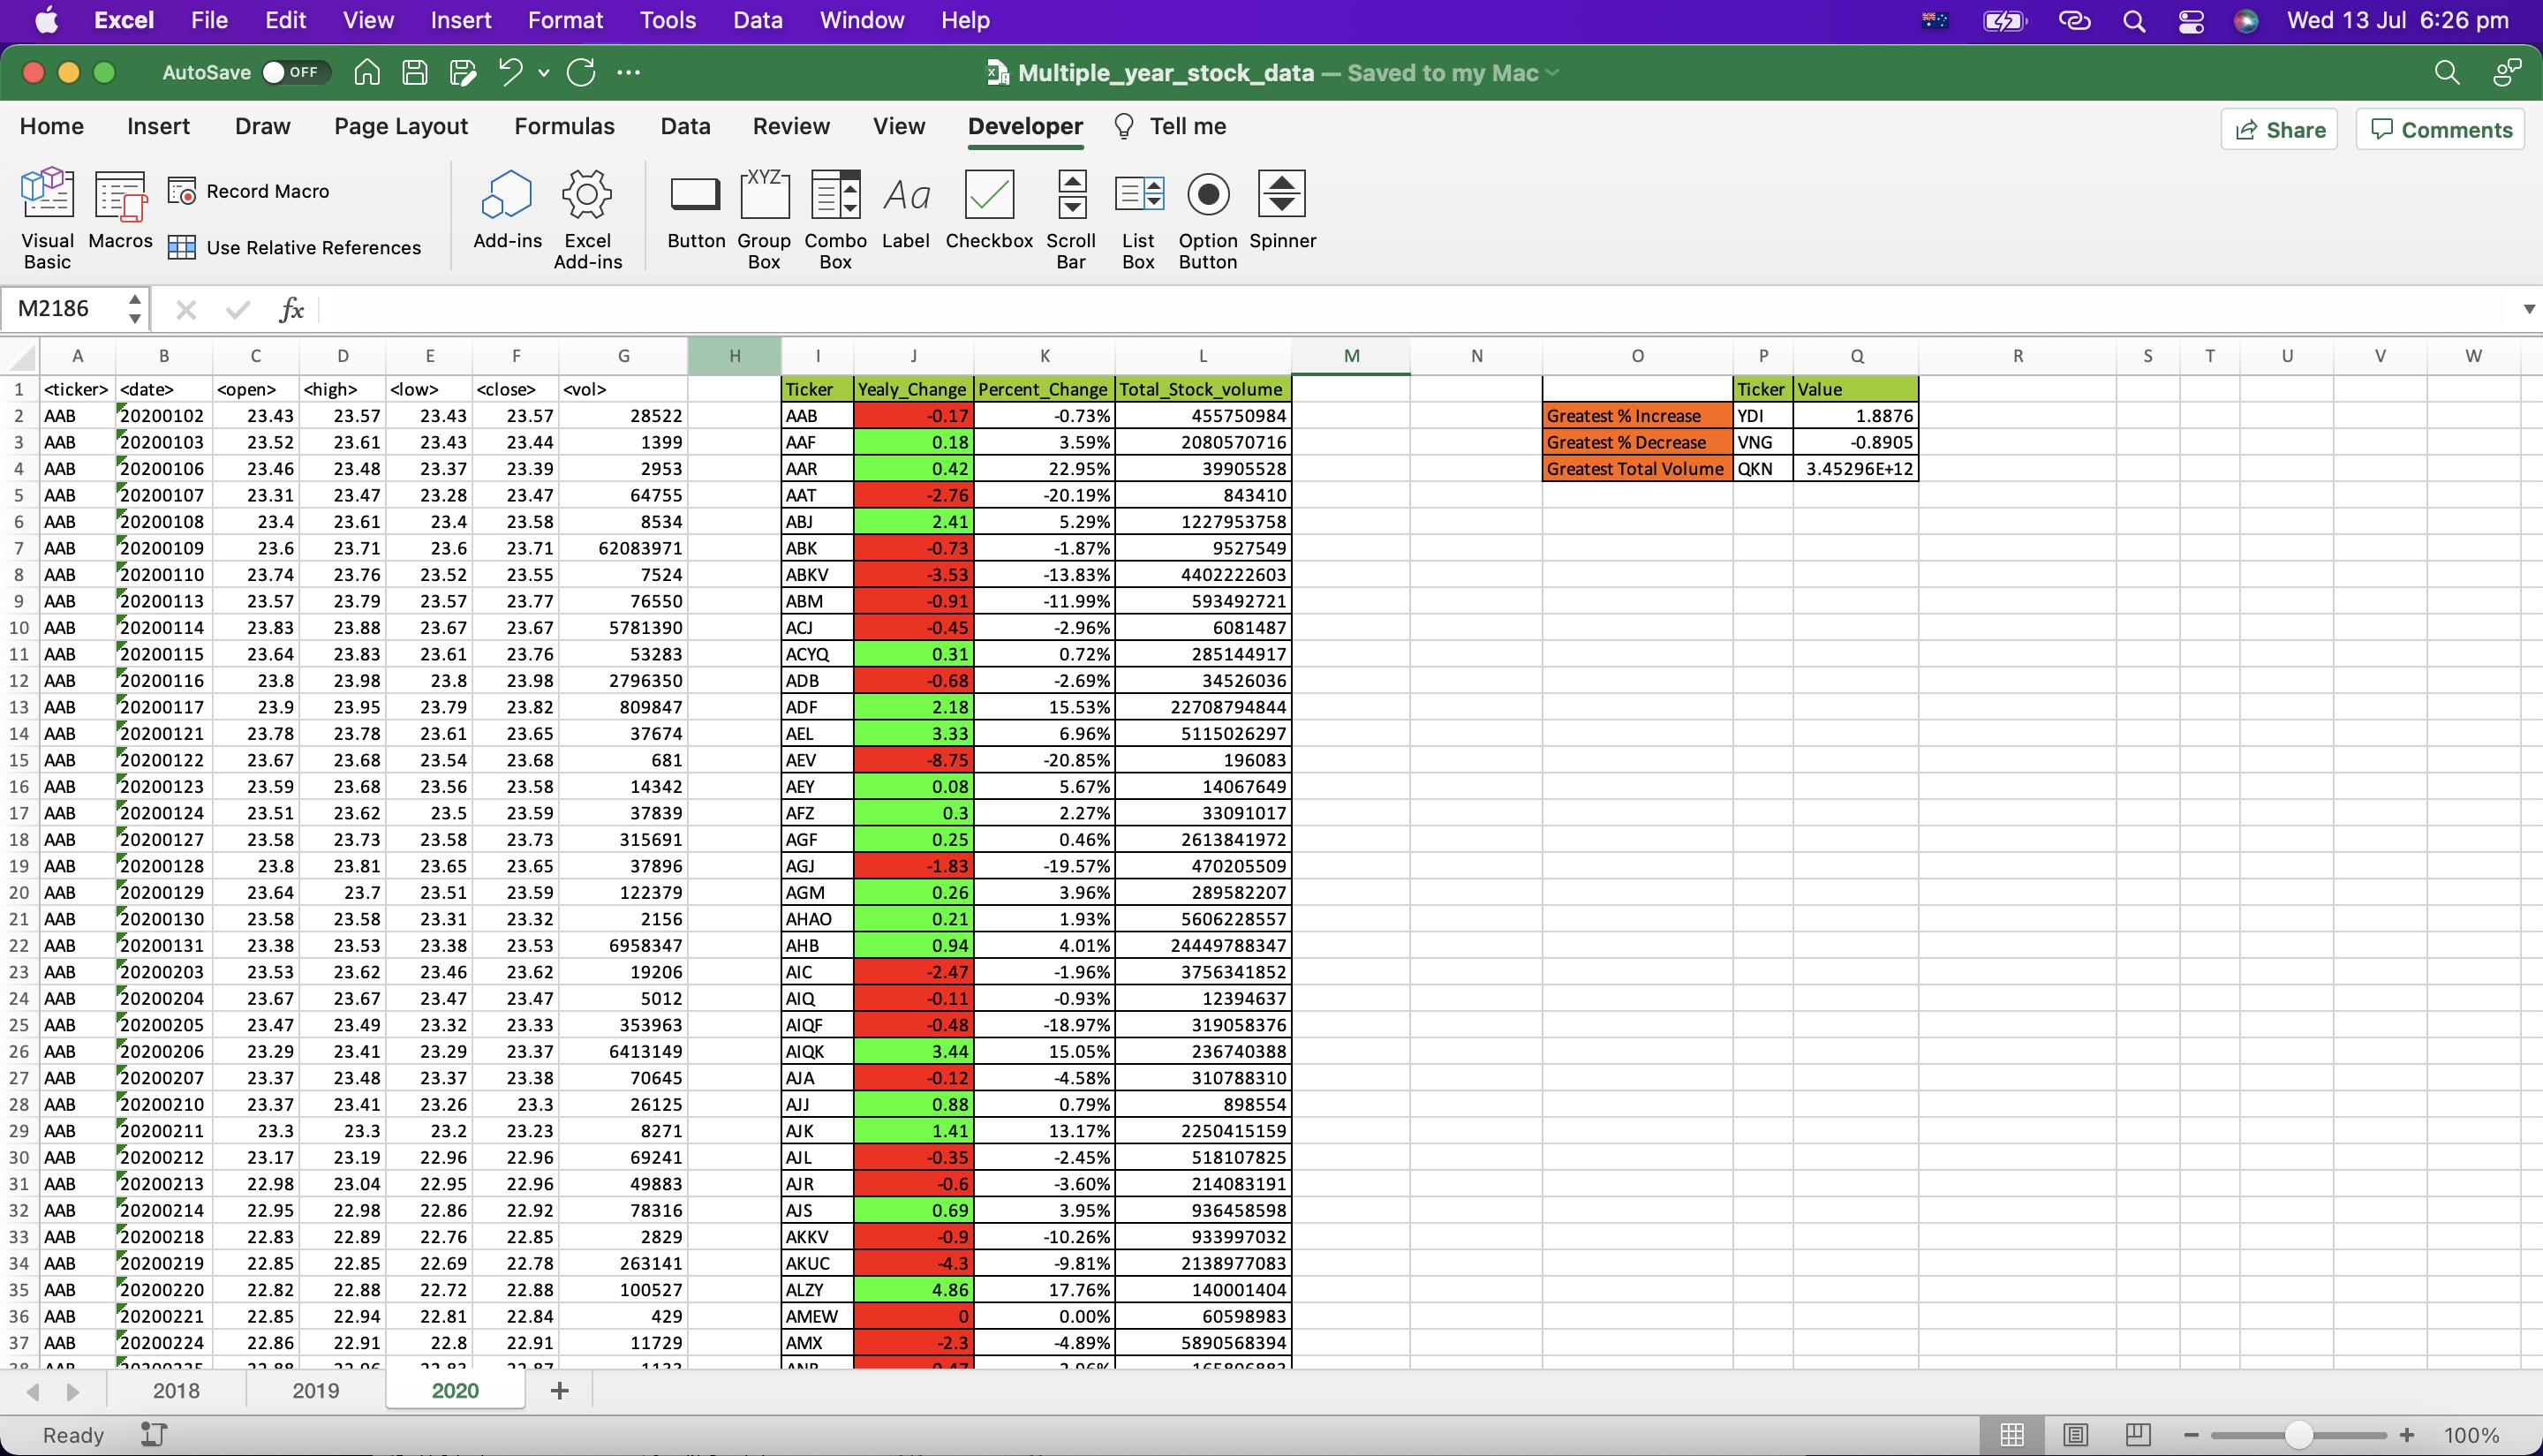 Excel File Edit View Insert Format Tools Data Window Help Wed 13 Jul 6:26 pm
AutoSave OFF Multiple_year_stock_data — Saved to my Mac
Home Insert Draw Page Layout Formulas Data Review View Developer Tell me Share Comments
Visual Basic Macros Record Macro Use Relative References Add-ins Excel Add-ins Button Group Box Combo Box Label Checkbox Scroll Bar List Box Option Button Spinner
M2186 fx
A B C D E F G H I J K L M N O P Q R S T U V W
1 <ticker> <date> <open> <high> <low> <close> <vol> Ticker Yealy_Change Percent_Change Total_Stock_volume Ticker Value
2 AAB 20200102 23.43 23.57 23.43 23.57 28522 AAB -0.17 -0.73% 455750984 Greatest % Increase YDI 1.8876
3 AAB 20200103 23.52 23.61 23.43 23.44 1399 AAF 0.18 3.59% 2080570716 Greatest % Decrease VNG -0.8905
4 AAB 20200106 23.46 23.48 23.37 23.39 2953 AAR 0.42 22.95% 39905528 Greatest Total Volume QKN 3.45296E+12
5 AAB 20200107 23.31 23.47 23.28 23.47 64755 AAT -2.76 -20.19% 843410
6 AAB 20200108 23.4 23.61 23.4 23.58 8534 ABJ 2.41 5.29% 1227953758
7 AAB 20200109 23.6 23.71 23.6 23.71 62083971 ABK -0.73 -1.87% 9527549
8 AAB 20200110 23.74 23.76 23.52 23.55 7524 ABKV -3.53 -13.83% 4402222603
9 AAB 20200113 23.57 23.79 23.57 23.77 76550 ABM -0.91 -11.99% 593492721
10 AAB 20200114 23.83 23.88 23.67 23.67 5781390 ACJ -0.45 -2.96% 6081487
11 AAB 20200115 23.64 23.83 23.61 23.76 53283 ACYQ 0.31 0.72% 285144917
12 AAB 20200116 23.8 23.98 23.8 23.98 2796350 ADB -0.68 -2.69% 34526036
13 AAB 20200117 23.9 23.95 23.79 23.82 809847 ADF 2.18 15.53% 22708794844
14 AAB 20200121 23.78 23.78 23.61 23.65 37674 AEL 3.33 6.96% 5115026297
15 AAB 20200122 23.67 23.68 23.54 23.68 681 AEV -8.75 -20.85% 196083
16 AAB 20200123 23.59 23.68 23.56 23.58 14342 AEY 0.08 5.67% 14067649
17 AAB 20200124 23.51 23.62 23.5 23.59 37839 AFZ 0.3 2.27% 33091017
18 AAB 20200127 23.58 23.73 23.58 23.73 315691 AGF 0.25 0.46% 2613841972
19 AAB 20200128 23.8 23.81 23.65 23.65 37896 AGJ -1.83 -19.57% 470205509
20 AAB 20200129 23.64 23.7 23.51 23.59 122379 AGM 0.26 3.96% 289582207
21 AAB 20200130 23.58 23.58 23.31 23.32 2156 AHAO 0.21 1.93% 5606228557
22 AAB 20200131 23.38 23.53 23.38 23.53 6958347 AHB 0.94 4.01% 24449788347
23 AAB 20200203 23.53 23.62 23.46 23.62 19206 AIC -2.47 -1.96% 3756341852
24 AAB 20200204 23.67 23.67 23.47 23.47 5012 AIQ -0.11 -0.93% 12394637
25 AAB 20200205 23.47 23.49 23.32 23.33 353963 AIQF -0.48 -18.97% 319058376
26 AAB 20200206 23.29 23.41 23.29 23.37 6413149 AIQK 3.44 15.05% 236740388
27 AAB 20200207 23.37 23.48 23.37 23.38 70645 AJA -0.12 -4.58% 310788310
28 AAB 20200210 23.37 23.41 23.26 23.3 26125 AJJ 0.88 0.79% 898554
29 AAB 20200211 23.3 23.3 23.2 23.23 8271 AJK 1.41 13.17% 2250415159
30 AAB 20200212 23.17 23.19 22.96 22.96 69241 AJL -0.35 -2.45% 518107825
31 AAB 20200213 22.98 23.04 22.95 22.96 49883 AJR -0.6 -3.60% 214083191
32 AAB 20200214 22.95 22.98 22.86 22.92 78316 AJS 0.69 3.95% 936458598
33 AAB 20200218 22.83 22.89 22.76 22.85 2829 AKKV -0.9 -10.26% 933997032
34 AAB 20200219 22.85 22.85 22.69 22.78 263141 AKUC -4.3 -9.81% 2138977083
35 AAB 20200220 22.82 22.88 22.72 22.88 100527 ALZY 4.86 17.76% 140001404
36 AAB 20200221 22.85 22.94 22.81 22.84 429 AMEW 0 0.00% 60598983
37 AAB 20200224 22.86 22.91 22.8 22.91 11729 AMX -2.3 -4.89% 5890568394
2018 2019 2020 +
Ready 100%